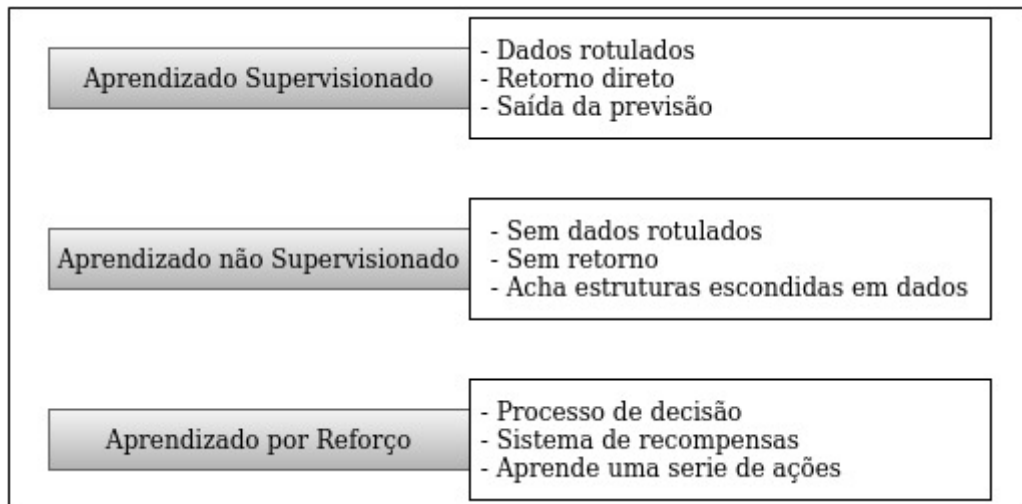 Aprendizado Supervisionado
- Dados rotulados
- Retorno direto
- Saída da previsão
Aprendizado não Supervisionado
- Sem dados rotulados
- Sem retorno
- Acha estruturas escondidas em dados
Aprendizado por Reforço
- Processo de decisão
- Sistema de recompensas
- Aprende uma serie de ações